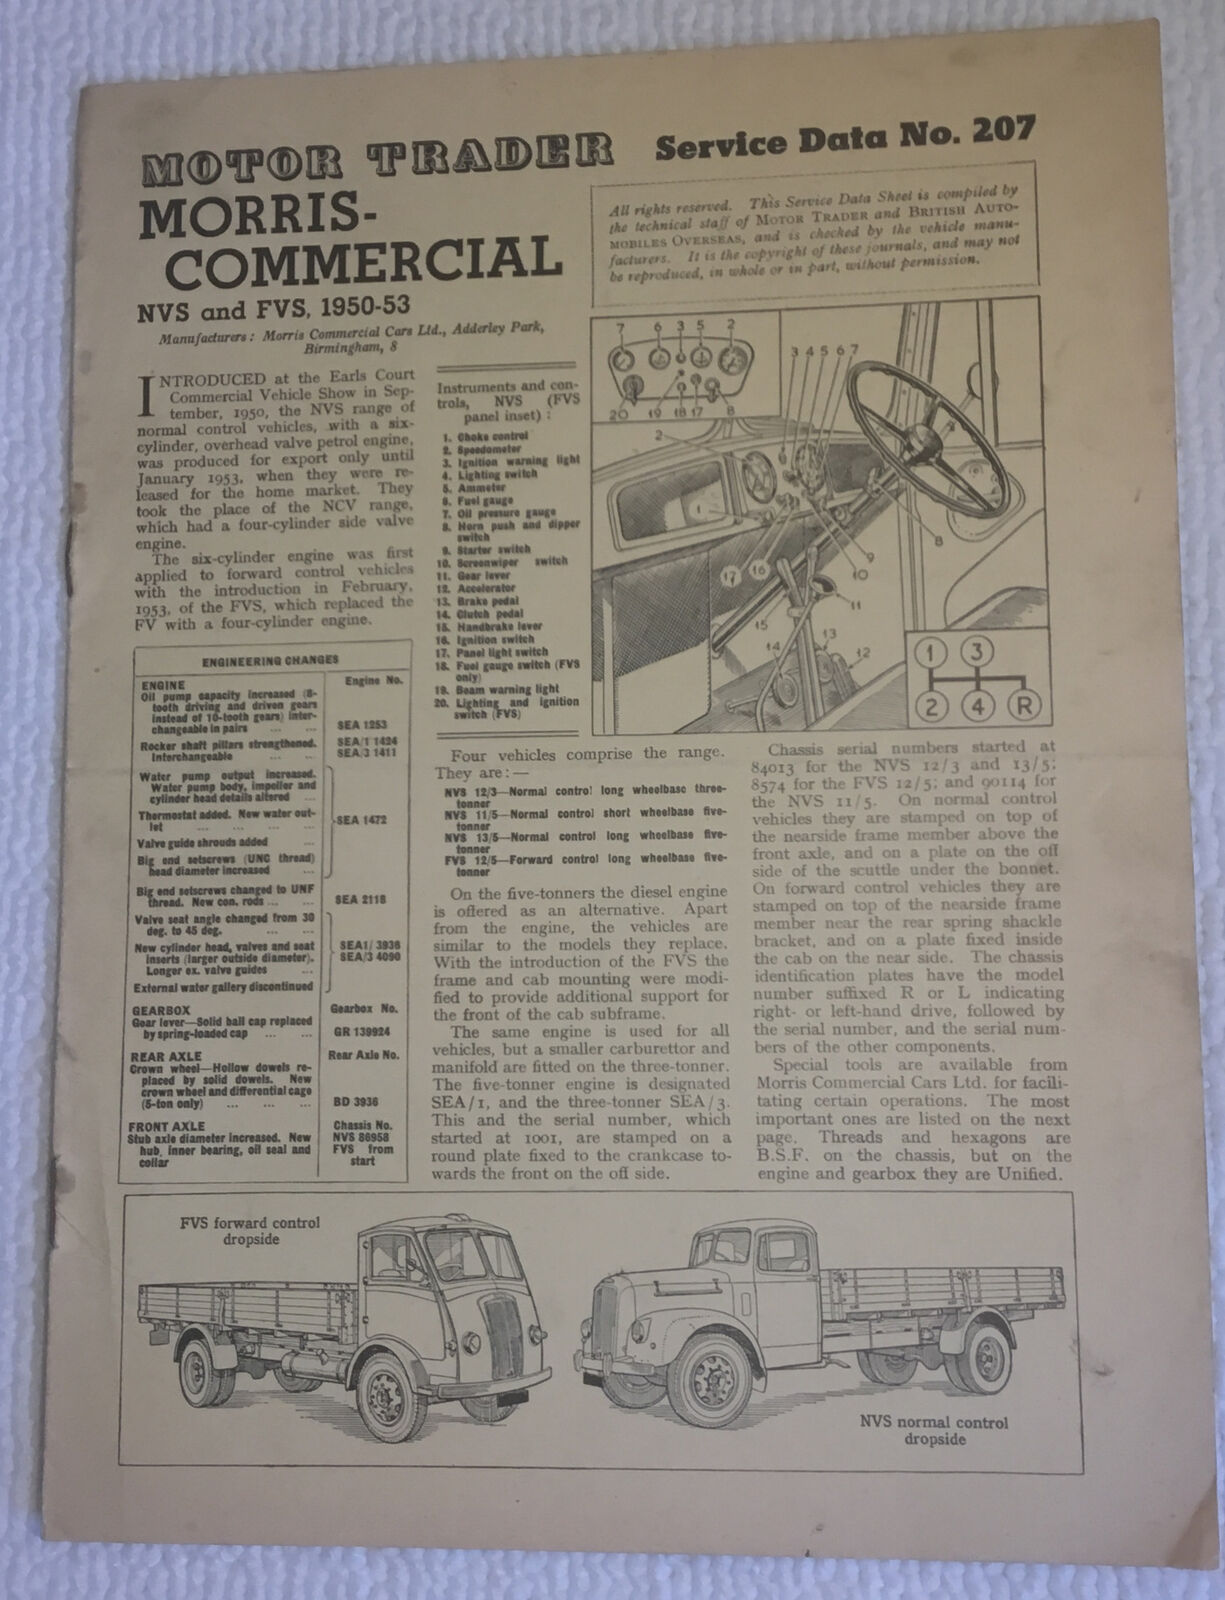 MOTOR TRADER
Service Data No. 207
MORRIS-
COMMERCIAL
NVS and FVS, 1950-53
Manufacturers: Morris Commercial Cars Ltd., Adderley Park,
Birmingham, 8
All rights reserved. This Service Data Sheet is compiled by
the technical staff of MOTOR TRADER and BRITISH AUTO-
MOBILES OVERSEAS, and is checked by the vehicle manu-
facturers. It is the copyright of these journals, and may not
be reproduced, in whole or in part, without permission.
INTRODUCED at the Earls Court
Commercial Vehicle Show in Sep-
tember, 1950, the NVS range of
normal control vehicles, with a six-
cylinder, overhead valve petrol engine,
was produced for export only until
January 1953, when they were re-
leased for the home market. They
took the place of the NCV range,
which had a four-cylinder side valve
engine.
The six-cylinder engine was first
applied to forward control vehicles
with the introduction in February,
1953, of the FVS, which replaced the
FV with a four-cylinder engine.
ENGINEERING CHANGES
ENGINE
Engine No.
Oil pump capacity increased (8-
tooth driving and driven gears
instead of 10-tooth gears) inter-
changeable in pairs ... ...
SEA 1253
Rocker shaft pillars strengthened.
SEA/1 1424
Interchangeable ... ...
SEA/3 1411
Water pump output increased.
Water pump body, impeller and
cylinder head details altered ...
Thermostat added. New water out-
let ... ... ... ...
SEA 1472
Valve guide shrouds added ...
Big end setscrews (UNC thread)
head diameter increased ...
Big end setscrews changed to UNF
thread. New con. rods ... ...
SEA 2118
Valve seat angle changed from 30
deg. to 45 deg. ... ...
New cylinder head, valves and seat
SEA1/ 3936
inserts (larger outside diameter).
SEA/3 4090
Longer ex. valve guides ...
External water gallery discontinued
GEARBOX
Gearbox No.
Gear lever—Solid ball cap replaced
by spring-loaded cap ... ...
GR 139924
REAR AXLE
Rear Axle No.
Crown wheel—Hollow dowels re-
placed by solid dowels. New
crown wheel and differential cage
(5-ton only) ... ... ...
BD 3936
FRONT AXLE
Chassis No.
Stub axle diameter increased. New
NVS 86958
hub, inner bearing, oil seal and
FVS from
collar
start
Instruments and con-
trols, NVS (FVS
panel inset) :
1. Choke control
2. Speedometer
3. Ignition warning light
4. Lighting switch
5. Ammeter
6. Fuel gauge
7. Oil pressure gauge
8. Horn push and dipper
switch
9. Starter switch
10. Screenwiper switch
11. Gear lever
12. Accelerator
13. Brake pedal
14. Clutch pedal
15. Handbrake lever
16. Ignition switch
17. Panel light switch
18. Fuel gauge switch (FVS
only)
19. Beam warning light
20. Lighting and ignition
switch (FVS)
7 6 3 5 2
20 19 18 17 8
3 4 5 6 7
2
1
8
9
10
17 16
11
15
14
13
12
1 3
2 4 R
Four vehicles comprise the range.
They are:—
NVS 12/3—Normal control long wheelbase three-
tonner
NVS 11/5—Normal control short wheelbase five-
tonner
NVS 13/5—Normal control long wheelbase five-
tonner
FVS 12/5—Forward control long wheelbase five-
tonner
On the five-tonners the diesel engine
is offered as an alternative. Apart
from the engine, the vehicles are
similar to the models they replace.
With the introduction of the FVS the
frame and cab mounting were modi-
fied to provide additional support for
the front of the cab subframe.
The same engine is used for all
vehicles, but a smaller carburettor and
manifold are fitted on the three-tonner.
The five-tonner engine is designated
SEA/1, and the three-tonner SEA/3.
This and the serial number, which
started at 1001, are stamped on a
round plate fixed to the crankcase to-
wards the front on the off side.
Chassis serial numbers started at
84013 for the NVS 12/3 and 13/5;
8574 for the FVS 12/5; and 90114 for
the NVS 11/5. On normal control
vehicles they are stamped on top of
the nearside frame member above the
front axle, and on a plate on the off
side of the scuttle under the bonnet.
On forward control vehicles they are
stamped on top of the nearside frame
member near the rear spring shackle
bracket, and on a plate fixed inside
the cab on the near side. The chassis
identification plates have the model
number suffixed R or L indicating
right- or left-hand drive, followed by
the serial number, and the serial num-
bers of the other components.
Special tools are available from
Morris Commercial Cars Ltd. for facili-
tating certain operations. The most
important ones are listed on the next
page. Threads and hexagons are
B.S.F. on the chassis, but on the
engine and gearbox they are Unified.
FVS forward control
dropside
NVS normal control
dropside